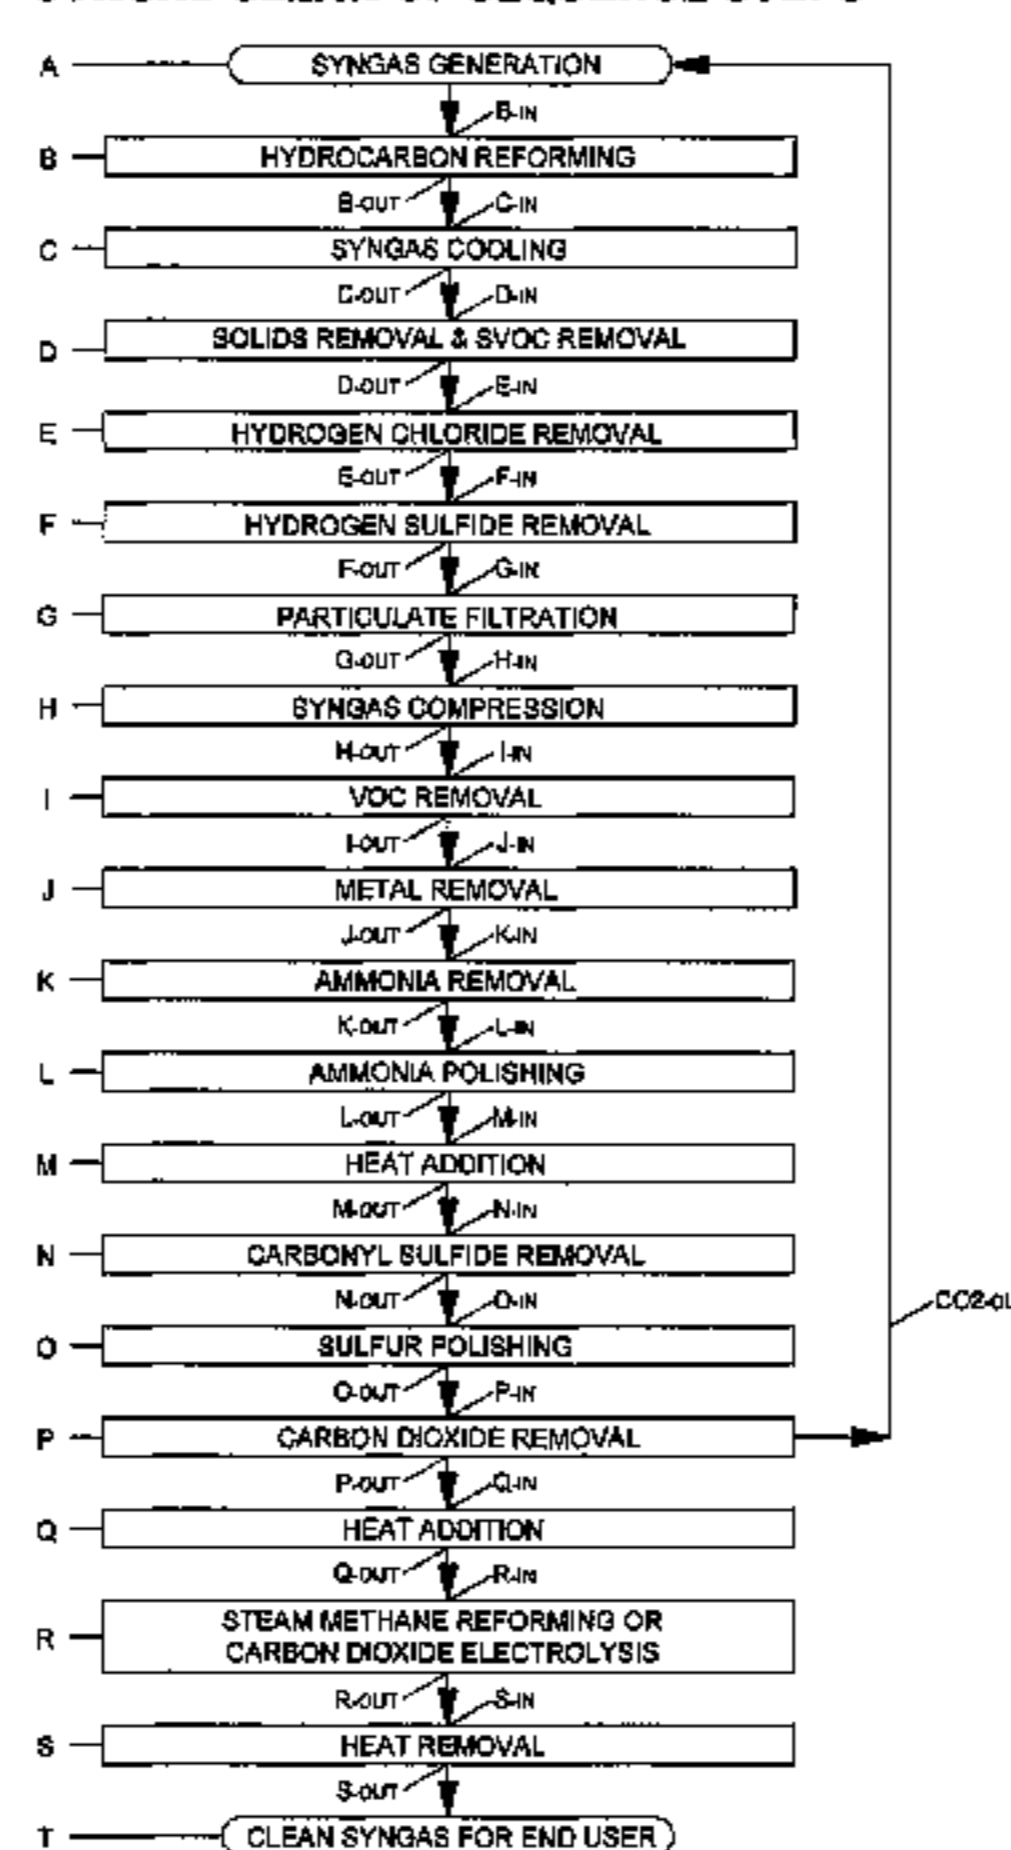 A SYNGAS GENERATION
B-IN
B HYDROCARBON REFORMING
B-OUT C-IN
C SYNGAS COOLING
C-OUT D-IN
D SOLIDS REMOVAL & SVOC REMOVAL
D-OUT E-IN
E HYDROGEN CHLORIDE REMOVAL
E-OUT F-IN
F HYDROGEN SULFIDE REMOVAL
F-OUT G-IN
G PARTICULATE FILTRATION
G-OUT H-IN
H SYNGAS COMPRESSION
H-OUT I-IN
I VOC REMOVAL
I-OUT J-IN
J METAL REMOVAL
J-OUT K-IN
K AMMONIA REMOVAL
K-OUT L-IN
L AMMONIA POLISHING
L-OUT M-IN
M HEAT ADDITION
M-OUT N-IN
N CARBONYL SULFIDE REMOVAL
N-OUT O-IN
CO2-OU
O SULFUR POLISHING
O-OUT P-IN
P CARBON DIOXIDE REMOVAL
P-OUT Q-IN
Q HEAT ADDITION
Q-OUT R-IN
R STEAM METHANE REFORMING OR
CARBON DIOXIDE ELECTROLYSIS
R-OUT S-IN
S HEAT REMOVAL
S-OUT
T CLEAN SYNGAS FOR END USER